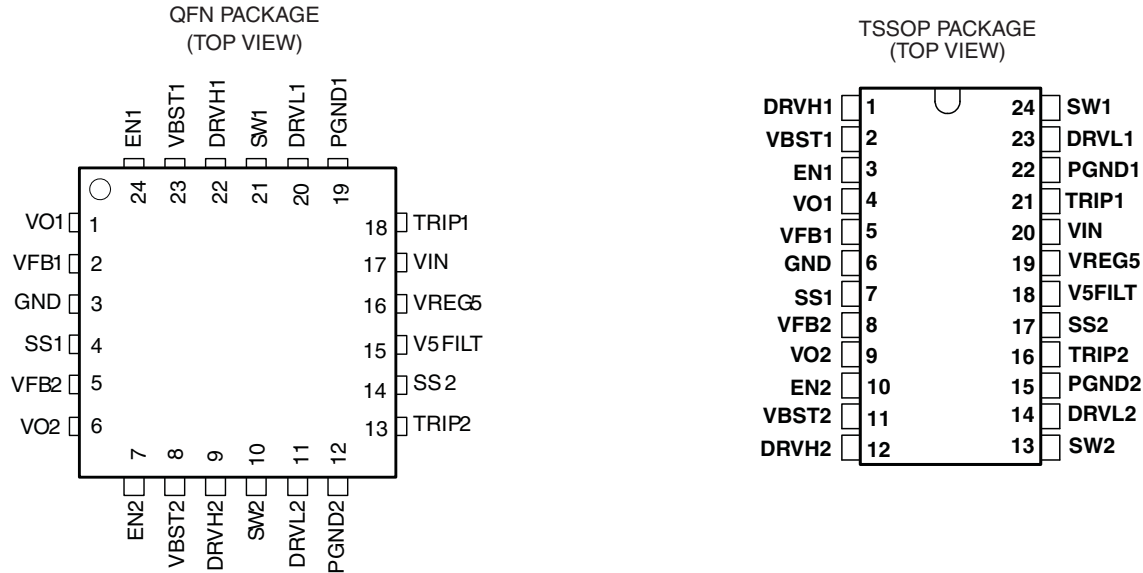 QFN PACKAGE
(TOP VIEW)
EN1
VBST1
DRVH1
SW1
DRVL1
PGND1
24
23
22
21
20
19
VO1 1
VFB1 2
GND 3
SS1 4
VFB2 5
VO2 6
18 TRIP1
17 VIN
16 VREG5
15 V5FILT
14 SS2
13 TRIP2
7
8
9
10
11
12
EN2
VBST2
DRVH2
SW2
DRVL2
PGND2
TSSOP PACKAGE
(TOP VIEW)
DRVH1 1 24 SW1
VBST1 2 23 DRVL1
EN1 3 22 PGND1
VO1 4 21 TRIP1
VFB1 5 20 VIN
GND 6 19 VREG5
SS1 7 18 V5FILT
VFB2 8 17 SS2
VO2 9 16 TRIP2
EN2 10 15 PGND2
VBST2 11 14 DRVL2
DRVH2 12 13 SW2